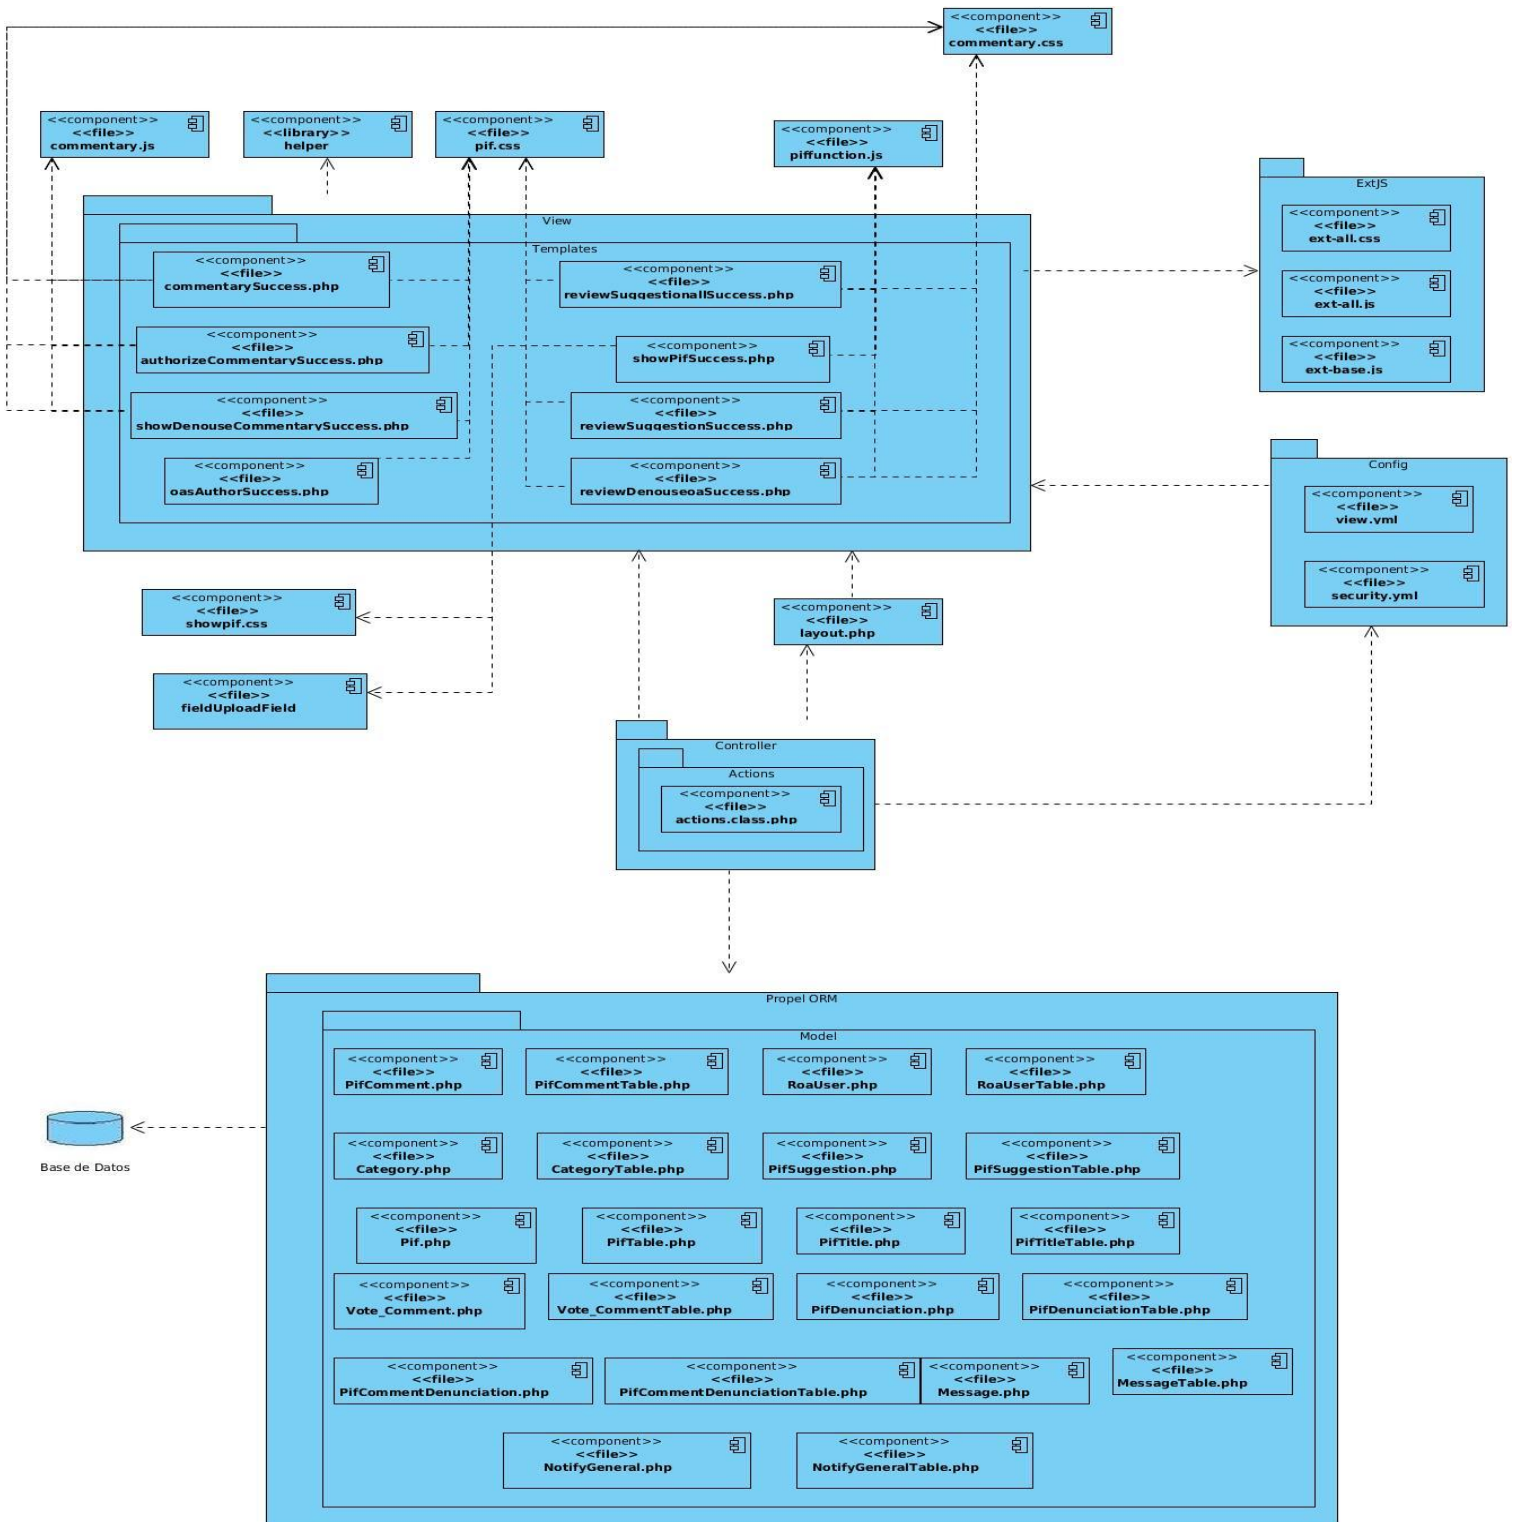 <<component>>
<<file>>
commentary.css
<<component>>
<<file>>
commentary.js
<<component>>
<<library>>
helper
<<component>>
<<file>>
pif.css
<<component>>
<<file>>
piffunction.js
ExtJS
<<component>>
<<file>>
ext-all.css
<<component>>
<<file>>
ext-all.js
<<component>>
<<file>>
ext-base.js
View
Templates
<<component>>
<<file>>
commentarySuccess.php
<<component>>
<<file>>
reviewSuggestionallSuccess.php
<<component>>
<<file>>
authorizeCommentarySuccess.php
<<component>>
showPifSuccess.php
<<component>>
<<file>>
showDenouseCommentarySuccess.php
<<component>>
<<file>>
reviewSuggestionSuccess.php
<<component>>
<<file>>
oasAuthorSuccess.php
<<component>>
<<file>>
reviewDenouseoaSuccess.php
Config
<<component>>
<<file>>
view.yml
<<component>>
<<file>>
security.yml
<<component>>
<<file>>
showpif.css
<<component>>
<<file>>
layout.php
<<component>>
<<file>>
fieldUploadField
Controller
Actions
<<component>>
<<file>>
actions.class.php
Propel ORM
Model
<<component>>
<<file>>
PifComment.php
<<component>>
<<file>>
PifCommentTable.php
<<component>>
<<file>>
RoaUser.php
<<component>>
<<file>>
RoaUserTable.php
Base de Datos
<<component>>
<<file>>
Category.php
<<component>>
<<file>>
CategoryTable.php
<<component>>
<<file>>
PifSuggestion.php
<<component>>
<<file>>
PifSuggestionTable.php
<<component>>
<<file>>
Pif.php
<<component>>
<<file>>
PifTable.php
<<component>>
<<file>>
PifTitle.php
<<component>>
<<file>>
PifTitleTable.php
<<component>>
<<file>>
Vote_Comment.php
<<component>>
<<file>>
Vote_CommentTable.php
<<component>>
<<file>>
PifDenunciation.php
<<component>>
<<file>>
PifDenunciationTable.php
<<component>>
<<file>>
PifCommentDenunciation.php
<<component>>
<<file>>
PifCommentDenunciationTable.php
<<component>>
<<file>>
Message.php
<<component>>
<<file>>
MessageTable.php
<<component>>
<<file>>
NotifyGeneral.php
<<component>>
<<file>>
NotifyGeneralTable.php